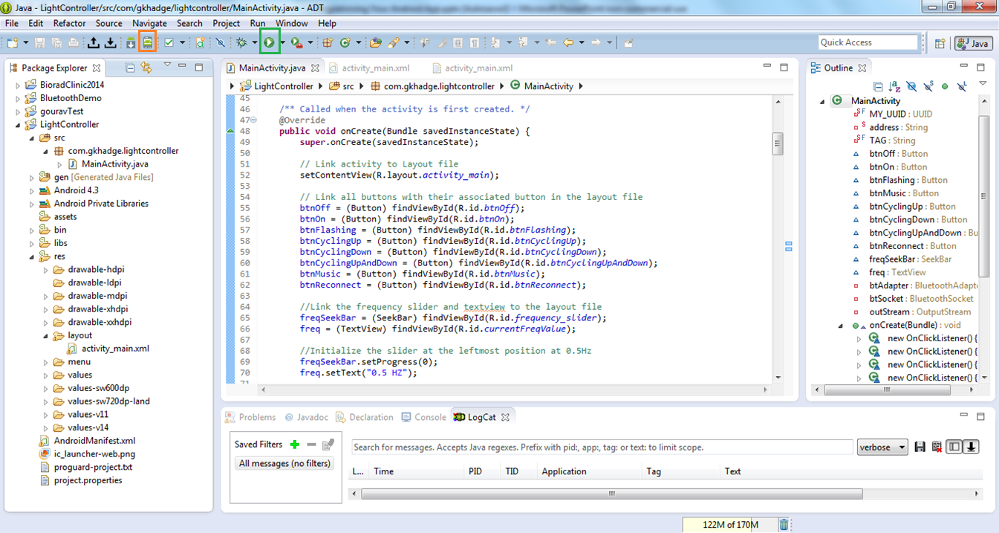 Java - LightController/src/com/gkhadge/lightcontroller/MainActivity.java - ADT
File Edit Refactor Source Navigate Search Project Run Window Help
Quick Access
Java
Package Explorer
BioradClinic2014
BluetoothDemo
gouravTest
LightController
src
com.gkhadge.lightcontroller
MainActivity.java
gen [Generated Java Files]
Android 4.3
Android Private Libraries
assets
bin
libs
res
drawable-hdpi
drawable-ldpi
drawable-mdpi
drawable-xhdpi
drawable-xxhdpi
layout
activity_main.xml
menu
values
values-sw600dp
values-sw720dp-land
values-v11
values-v14
AndroidManifest.xml
ic_launcher-web.png
proguard-project.txt
project.properties
MainActivity.java activity_main.xml activity_main.xml
LightController src com.gkhadge.lightcontroller MainActivity
45
46 /** Called when the activity is first created. */
47 @Override
48 public void onCreate(Bundle savedInstanceState) {
49 super.onCreate(savedInstanceState);
50
51 // Link activity to Layout file
52 setContentView(R.layout.activity_main);
53
54 // Link all buttons with their associated button in the layout file
55 btnOff = (Button) findViewById(R.id.btnOff);
56 btnOn = (Button) findViewById(R.id.btnOn);
57 btnFlashing = (Button) findViewById(R.id.btnFlashing);
58 btnCyclingUp = (Button) findViewById(R.id.btnCyclingUp);
59 btnCyclingDown = (Button) findViewById(R.id.btnCyclingDown);
60 btnCyclingUpAndDown = (Button) findViewById(R.id.btnCyclingUpAndDown);
61 btnMusic = (Button) findViewById(R.id.btnMusic);
62 btnReconnect = (Button) findViewById(R.id.btnReconnect);
63
64 //Link the frequency slider and textview to the layout file
65 freqSeekBar = (SeekBar) findViewById(R.id.frequency_slider);
66 freq = (TextView) findViewById(R.id.currentFreqValue);
67
68 //Initialize the slider at the leftmost position at 0.5Hz
69 freqSeekBar.setProgress(0);
70 freq.setText("0.5 HZ");
71
Outline
MainActivity
MY_UUID : UUID
address : String
TAG : String
btnOff : Button
btnOn : Button
btnFlashing : Button
btnMusic : Button
btnCyclingUp : Button
btnCyclingDown : Button
btnCyclingUpAndDown : Bu
btnReconnect : Button
freqSeekBar : SeekBar
freq : TextView
btAdapter : BluetoothAdapte
btSocket : BluetoothSocket
outStream : OutputStream
onCreate(Bundle) : void
new OnClickListener() {
new OnClickListener() {
new OnClickListener() {
new OnClickListener() {
Problems @ Javadoc Declaration Console LogCat
Saved Filters
All messages (no filters)
Search for messages. Accepts Java regexes. Prefix with pid:, app:, tag: or text: to limit scope.
verbose
L... Time PID TID Application Tag Text
122M of 170M